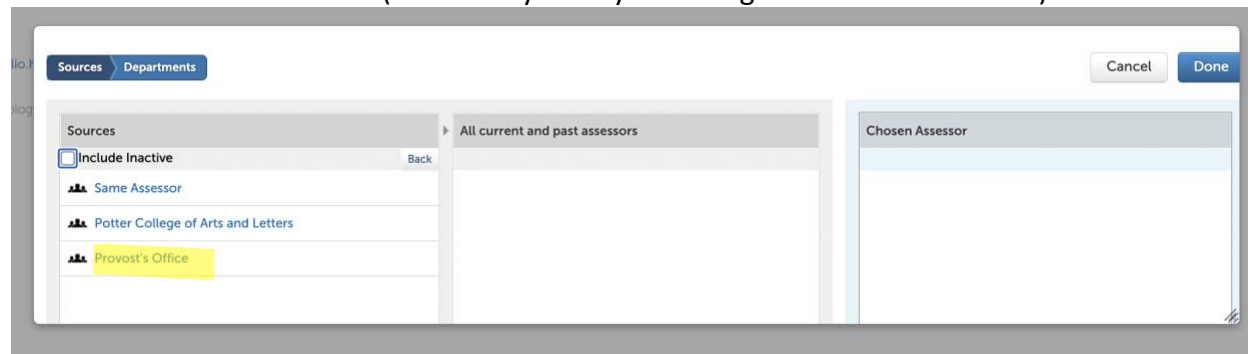 Sources Departments
Cancel Done
Sources
All current and past assessors
Chosen Assessor
Include Inactive
Back
Same Assessor
Potter College of Arts and Letters
Provost's Office